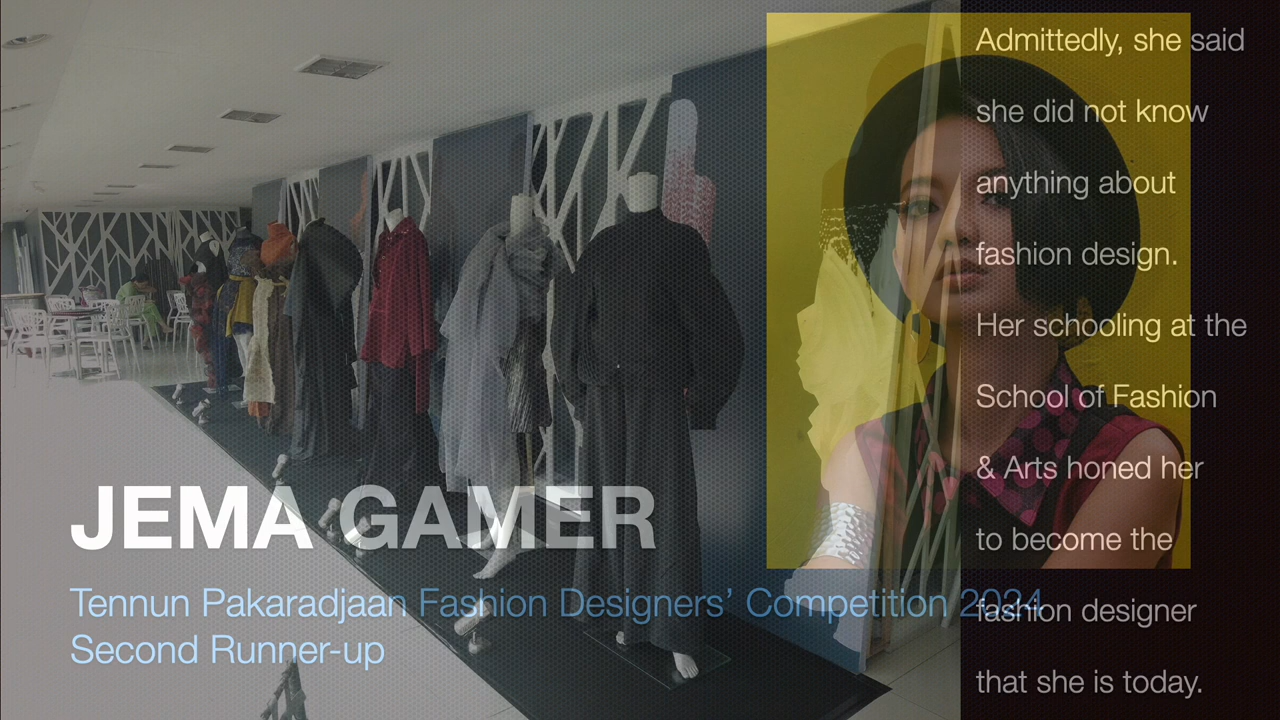 JEMA GAMER
Tennun Pakaradjaan Fashion Designers’ Competition 2024
Second Runner-up
Admittedly, she said
she did not know
anything about
fashion design.
Her schooling at the
School of Fashion
& Arts honed her
to become the
fashion designer
that she is today.